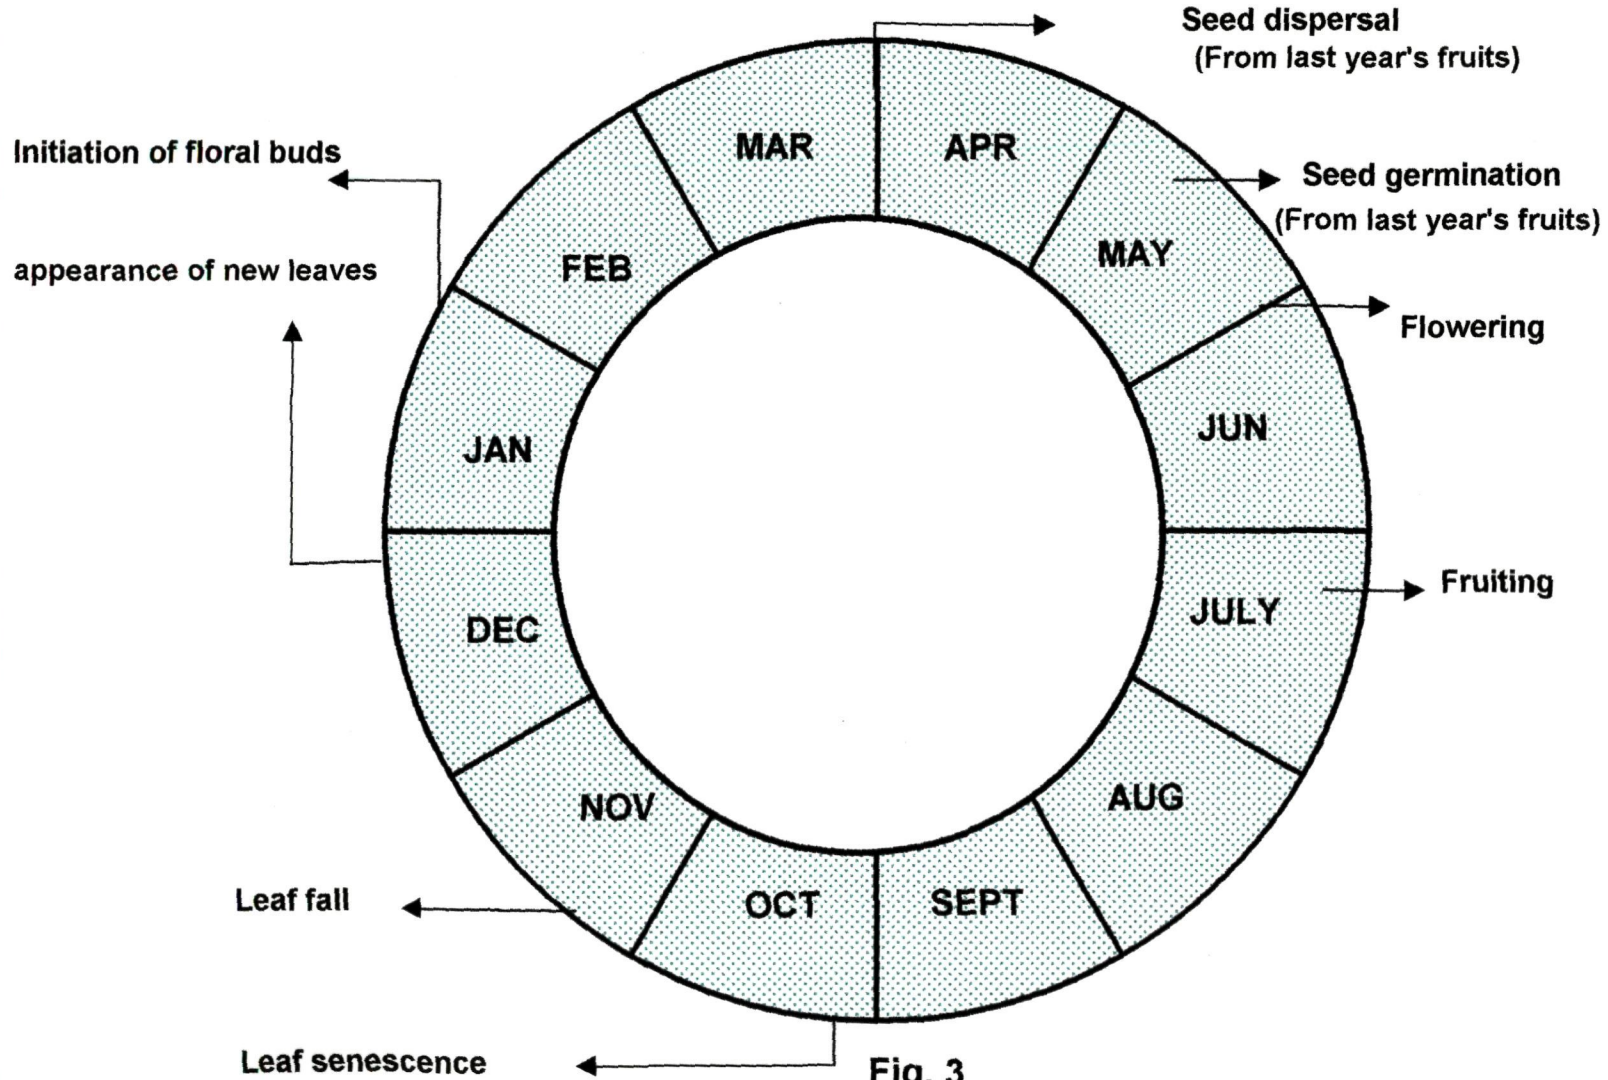 Seed dispersal
(From last year's fruits)
Initiation of floral buds
MAR
APR
Seed germination
(From last year's fruits)
appearance of new leaves
FEB
MAY
Flowering
JAN
JUN
Fruiting
DEC
JULY
NOV
AUG
Leaf fall
OCT
SEPT
Leaf senescence
Fig. 3